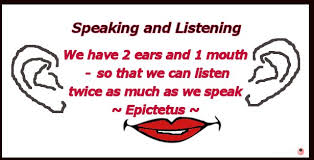 Speaking and Listening
We have 2 ears and 1 mouth
- so that we can listen
twice as much as we speak
~ Epictetus ~